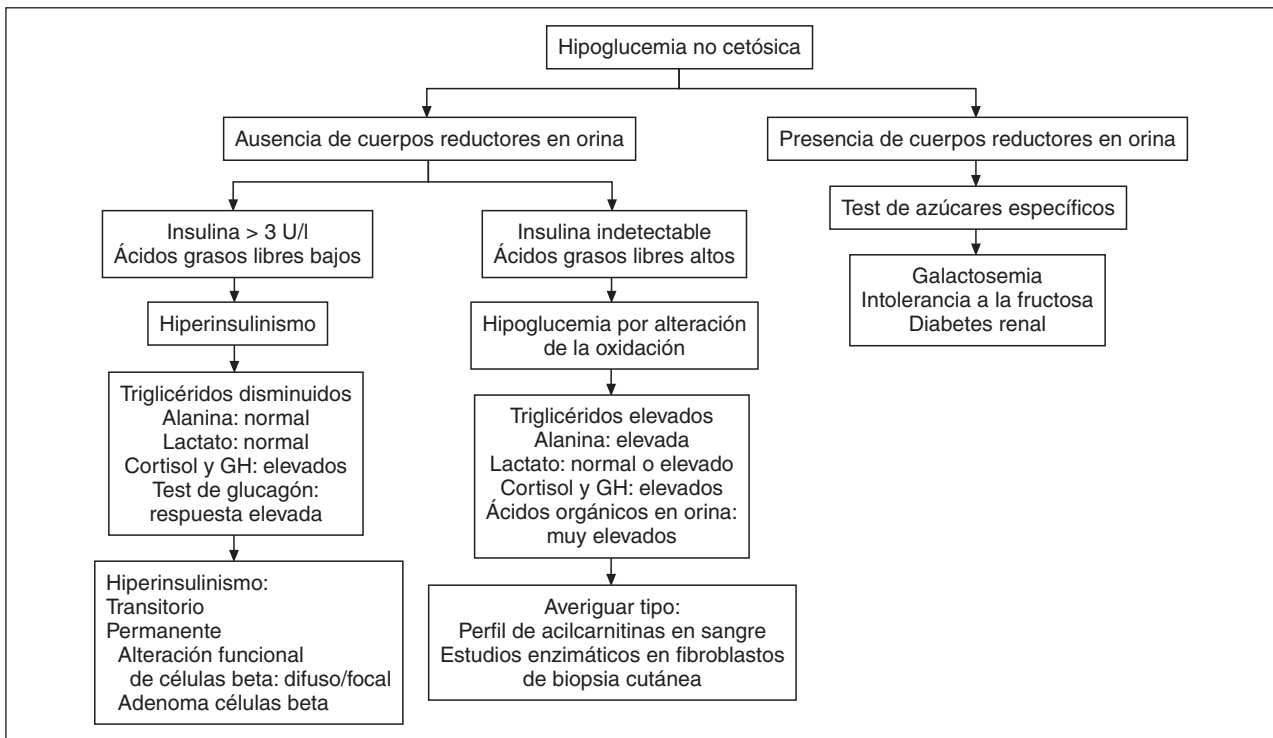 Hipoglucemia no cetósica
Ausencia de cuerpos reductores en orina
Presencia de cuerpos reductores en orina
Insulina > 3 U/l
Ácidos grasos libres bajos
Insulina indetectable
Ácidos grasos libres altos
Test de azúcares específicos
Galactosemia
Intolerancia a la fructosa
Diabetes renal
Hiperinsulinismo
Hipoglucemia por alteración
de la oxidación
Triglicéridos disminuidos
Alanina: normal
Lactato: normal
Cortisol y GH: elevados
Test de glucagón:
respuesta elevada
Triglicéridos elevados
Alanina: elevada
Lactato: normal o elevado
Cortisol y GH: elevados
Ácidos orgánicos en orina:
muy elevados
Hiperinsulinismo:
Transitorio
Permanente
Alteración funcional
de células beta: difuso/focal
Adenoma células beta
Averiguar tipo:
Perfil de acilcarnitinas en sangre
Estudios enzimáticos en fibroblastos
de biopsia cutánea